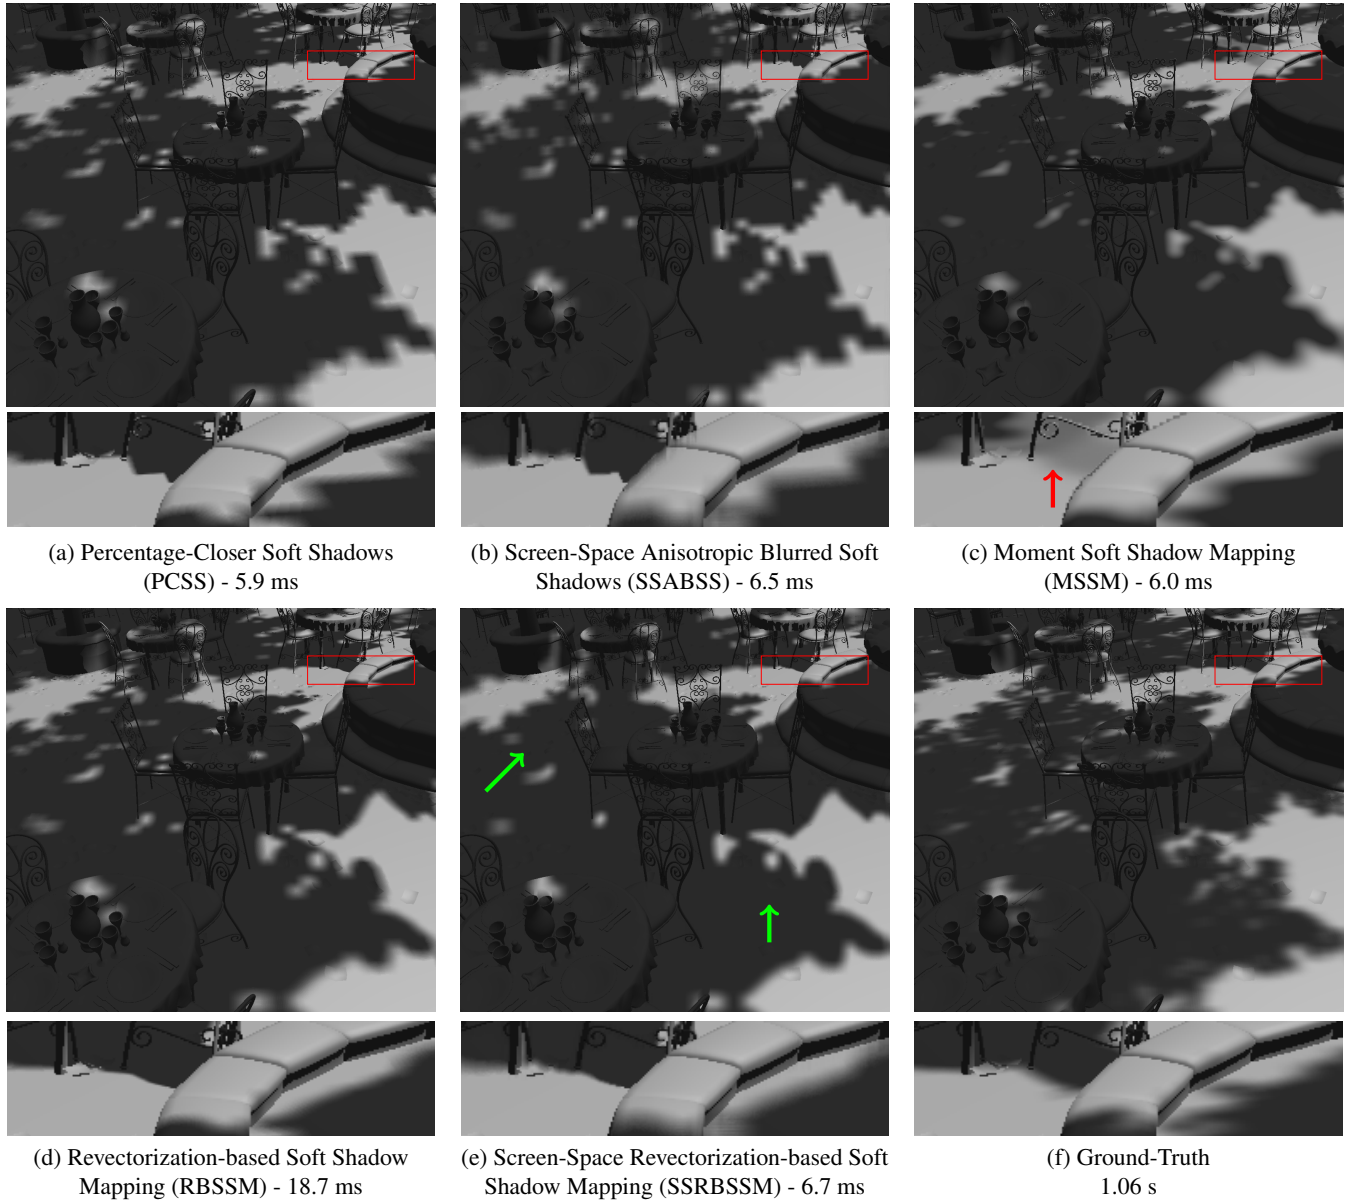 (a) Percentage-Closer Soft Shadows
(PCSS) - 5.9 ms
(b) Screen-Space Anisotropic Blurred Soft
Shadows (SSABSS) - 6.5 ms
(c) Moment Soft Shadow Mapping
(MSSM) - 6.0 ms
(d) Revectorization-based Soft Shadow
Mapping (RBSSM) - 18.7 ms
(e) Screen-Space Revectorization-based Soft
Shadow Mapping (SSRBSSM) - 6.7 ms
(f) Ground-Truth
1.06 s